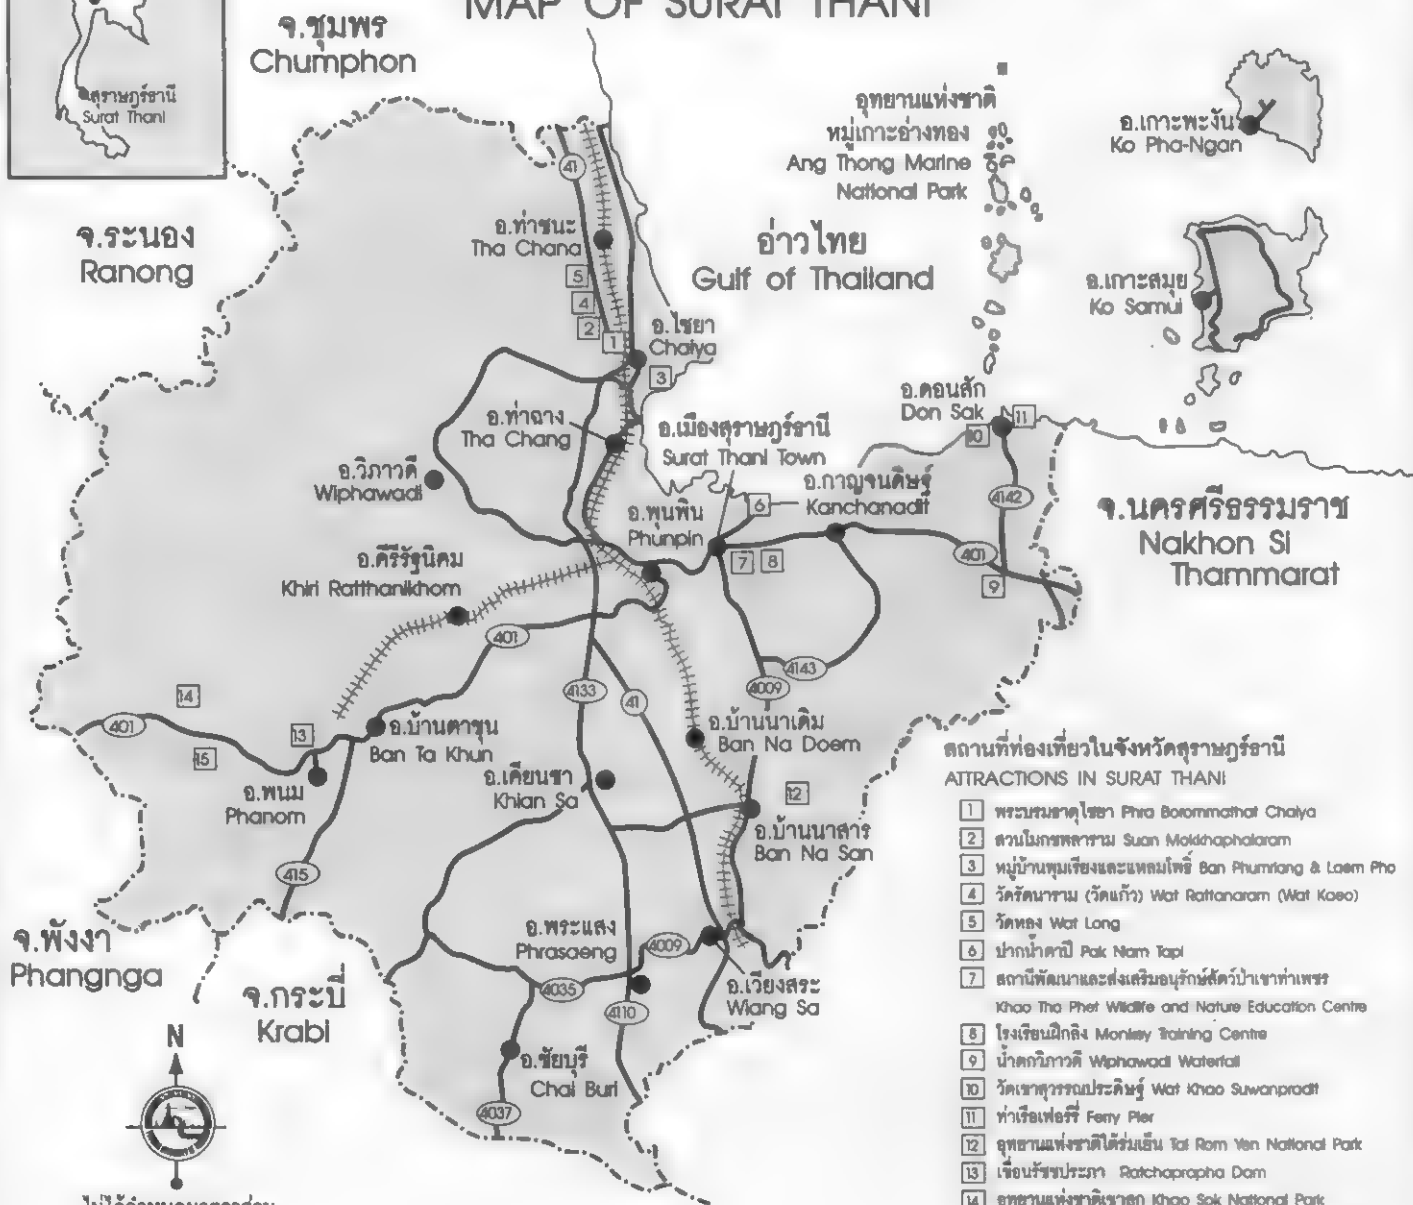 MAP OF SURAT THANI
จ.ชุมพร
Chumphon
สุราษฎร์ธานี
Surat Thani
จ.ระนอง
Ranong
อุทยานแห่งชาติ
หมู่เกาะอ่างทอง
Ang Thong Marine
National Park
อ.เกาะพะงัน
Ko Pha-Ngan
41
อ.ท่าชนะ
Tha Chana
อ่าวไทย
Gulf of Thailand
อ.เกาะสมุย
Ko Samui
5
4
2
1
อ.ไชยา
Chaiya
3
อ.ดอนสัก
Don Sak
11
10
อ.ท่าฉาง
Tha Chang
อ.เมืองสุราษฎร์ธานี
Surat Thani Town
อ.วิภาวดี
Wiphawadi
อ.กาญจนดิษฐ์
Kanchanadit
6
4142
จ.นครศรีธรรมราช
Nakhon Si
Thammarat
อ.พุนพิน
Phunpin
7
8
401
9
อ.คีรีรัฐนิคม
Khiri Ratthanikhom
401
4143
4009
4133
41
14
401
13
15
อ.บ้านตาขุน
Ban Ta Khun
อ.บ้านนาเดิม
Ban Na Doem
อ.พนม
Phanom
อ.เคียนซา
Khian Sa
12
อ.บ้านนาสาร
Ban Na San
415
อ.พระแสง
Phrasaeng
4009
4035
อ.เวียงสระ
Wiang Sa
4110
จ.พังงา
Phangnga
จ.กระบี่
Krabi
อ.ชัยบุรี
Chai Buri
4037
N
สถานที่ท่องเที่ยวในจังหวัดสุราษฎร์ธานี
ATTRACTIONS IN SURAT THANI
1 พระบรมธาตุไชยา Phra Borommathat Chaiya
2 สวนโมกขพลาราม Suan Mokkhaphalaram
3 หมู่บ้านพุมเรียงและแหลมโพธิ์ Ban Phumriang & Laem Pho
4 วัดรัตนาราม (วัดแก้ว) Wat Rattanaram (Wat Kaeo)
5 วัดหลง Wat Long
6 ปากน้ำตาปี Pak Nam Tapi
7 สถานีพัฒนาและส่งเสริมอนุรักษ์สัตว์ป่าเขาท่าเพชร
Khao Tha Phet Wildlife and Nature Education Centre
8 โรงเรียนฝึกลิง Monkey Training Centre
9 น้ำตกวิภาวดี Wiphawadi Waterfall
10 วัดเขาสุวรรณประดิษฐ์ Wat Khao Suwanpradit
11 ท่าเรือเฟอร์รี่ Ferry Pier
12 อุทยานแห่งชาติใต้ร่มเย็น Tai Rom Yen National Park
13 เขื่อนรัชชประภา Ratchaprapha Dam
14 อุทยานแห่งชาติเขาสก Khao Sok National Park